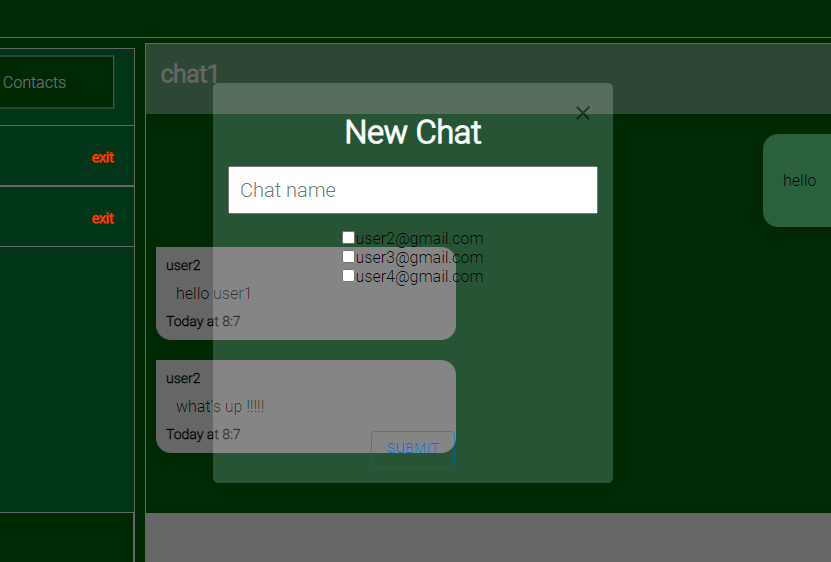 Contacts
exit
exit
chat1
New Chat
Chat name
user2@gmail.com
user3@gmail.com
user4@gmail.com
SUBMIT
hello
user2
hello user1
Today at 8:7
user2
what's up !!!!!
Today at 8:7